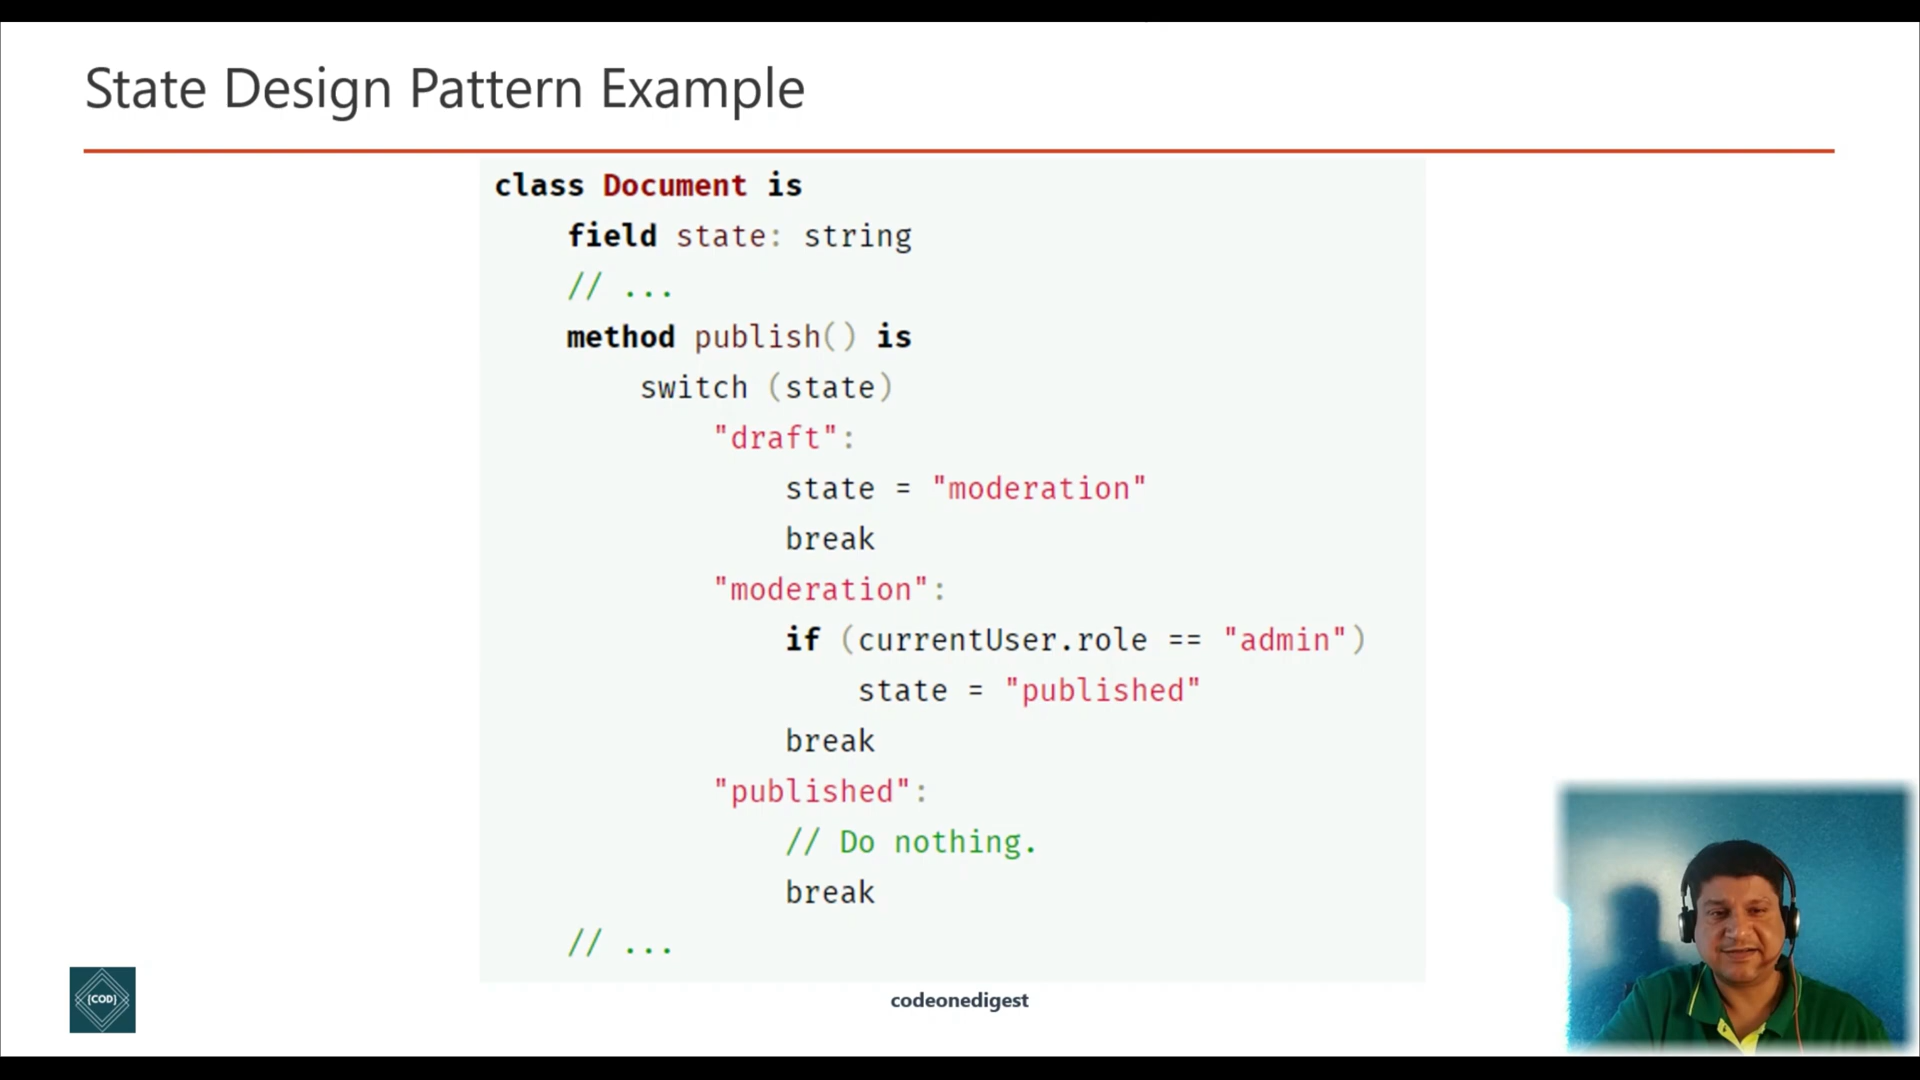 State Design Pattern Example
class Document is
field state: string
// ...
method publish() is
switch (state)
"draft":
state = "moderation"
break
"moderation":
if (currentUser.role == "admin")
state = "published"
break
"published":
// Do nothing.
break
// ...
{COD}
codeonedigest